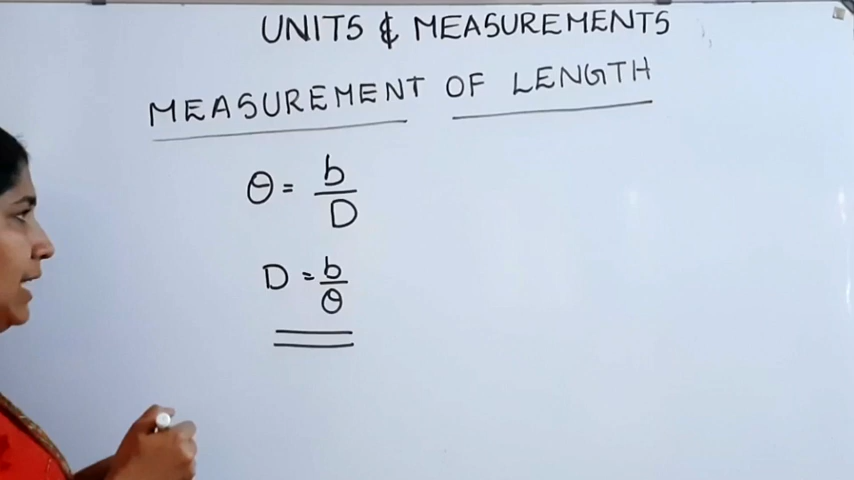 UNITS & MEASUREMENTS
MEASUREMENT OF LENGTH
θ = b/D
D = b/θ